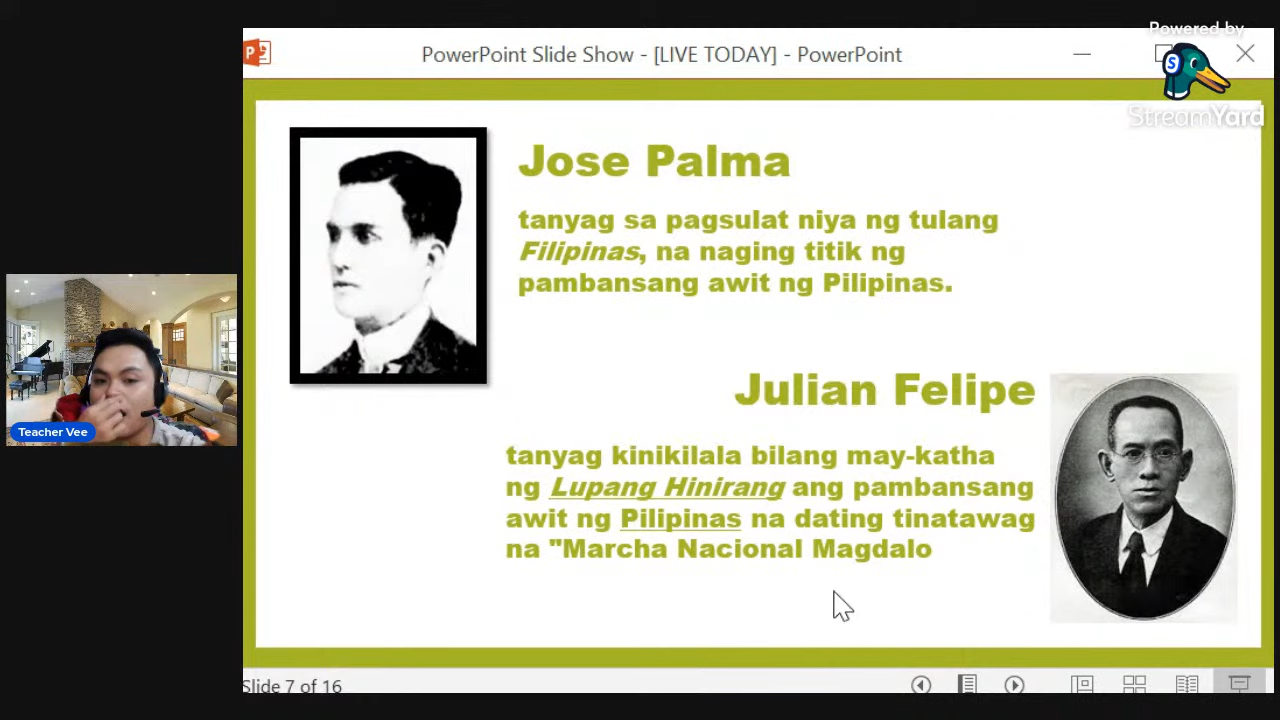 Powered by
PowerPoint Slide Show - [LIVE TODAY] - PowerPoint
StreamYard
Jose Palma
tanyag sa pagsulat niya ng tulang
Filipinas, na naging titik ng
pambansang awit ng Pilipinas.
Teacher Vee
Julian Felipe
tanyag kinikilala bilang may-katha
ng Lupang Hinirang ang pambansang
awit ng Pilipinas na dating tinatawag
na "Marcha Nacional Magdalo
Slide 7 of 16